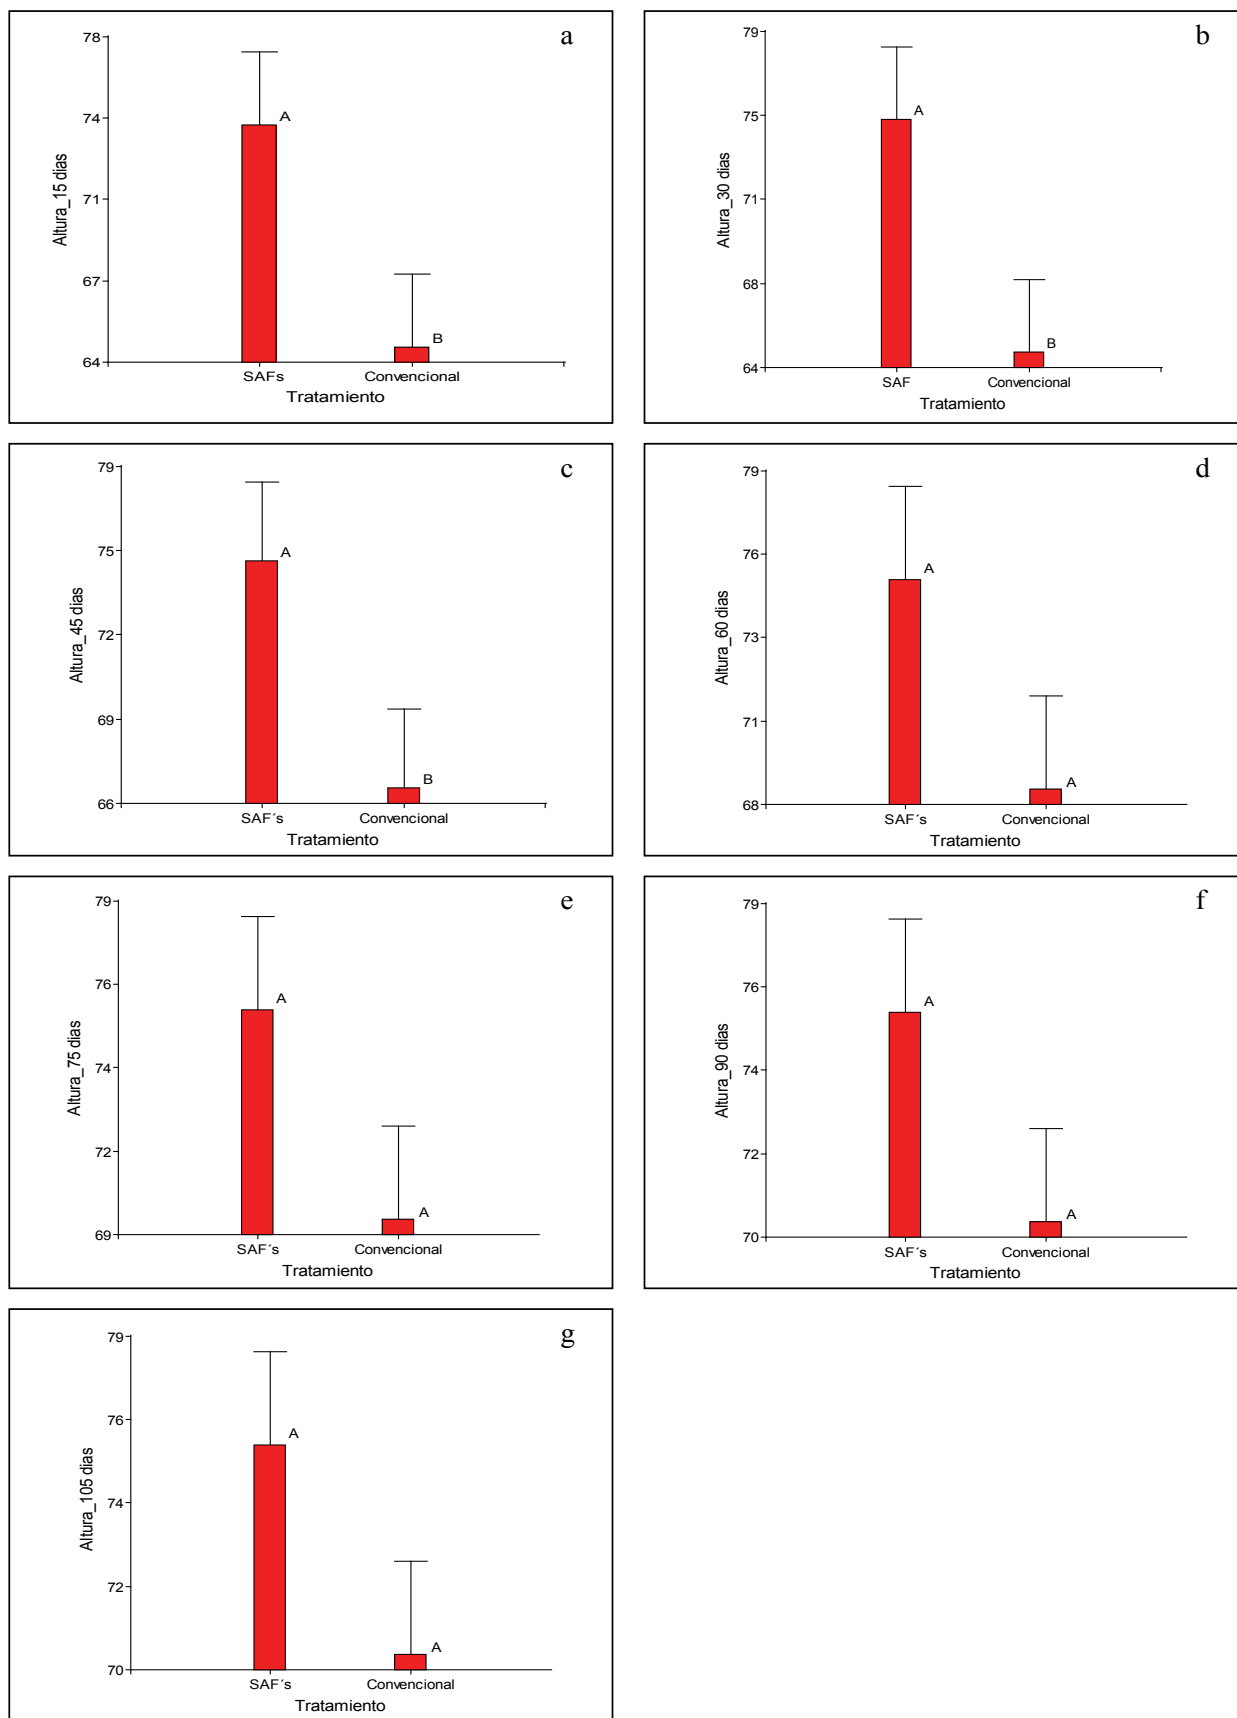 a
Altura_15 dias
78
74
71
67
64
A
B
SAFs Convencional
Tratamiento
b
Altura_30 dias
79
75
71
68
64
A
B
SAF Convencional
Tratamiento
c
Altura_45 dias
79
75
72
69
66
A
B
SAF´s Convencional
Tratamiento
d
Altura_60 dias
79
76
73
71
68
A
A
SAF´s Convencional
Tratamiento
e
Altura_75 dias
79
76
74
72
69
A
A
SAF´s Convencional
Tratamiento
f
Altura_90 dias
79
76
74
72
70
A
A
SAF´s Convencional
Tratamiento
g
Altura_105 dias
79
76
74
72
70
A
A
SAF´s Convencional
Tratamiento